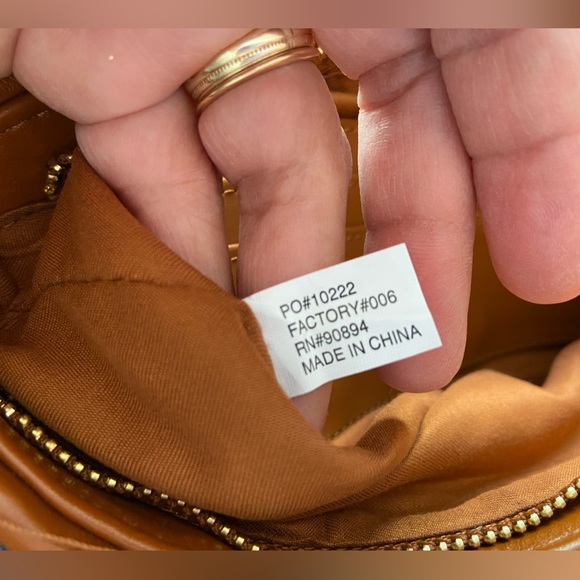 PO#10222
FACTORY#006
RN#90894
MADE IN CHINA